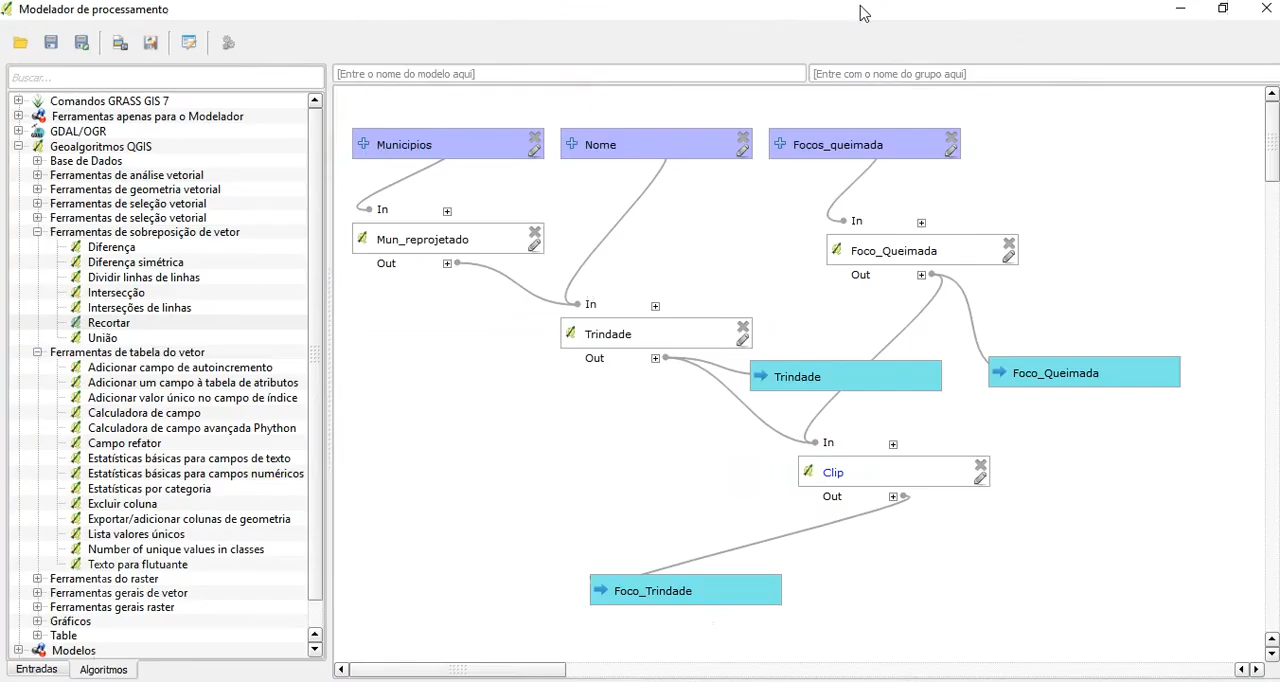 Modelador de processamento
Buscar...
[Entre o nome do modelo aqui]
[Entre com o nome do grupo aqui]
Comandos GRASS GIS 7
Ferramentas apenas para o Modelador
GDAL/OGR
Geoalgoritmos QGIS
Base de Dados
Ferramentas de análise vetorial
Ferramentas de geometria vetorial
Ferramentas de seleção vetorial
Ferramentas de seleção vetorial
Ferramentas de sobreposição de vetor
Diferença
Diferença simétrica
Dividir linhas de linhas
Intersecção
Interseções de linhas
Recortar
União
Ferramentas de tabela do vetor
Adicionar campo de autoincremento
Adicionar um campo à tabela de atributos
Adicionar valor único no campo de índice
Calculadora de campo
Calculadora de campo avançada Phython
Campo refator
Estatísticas básicas para campos de texto
Estatísticas básicas para campos numéricos
Estatísticas por categoria
Excluir coluna
Exportar/adicionar colunas de geometria
Lista valores únicos
Number of unique values in classes
Texto para flutuante
Ferramentas do raster
Ferramentas gerais de vetor
Ferramentas gerais raster
Gráficos
Table
Modelos
Entradas
Algoritmos
Municipios
Nome
Focos_queimada
In
Mun_reprojetado
Out
In
Foco_Queimada
Out
In
Trindade
Out
Trindade
Foco_Queimada
In
Clip
Out
Foco_Trindade